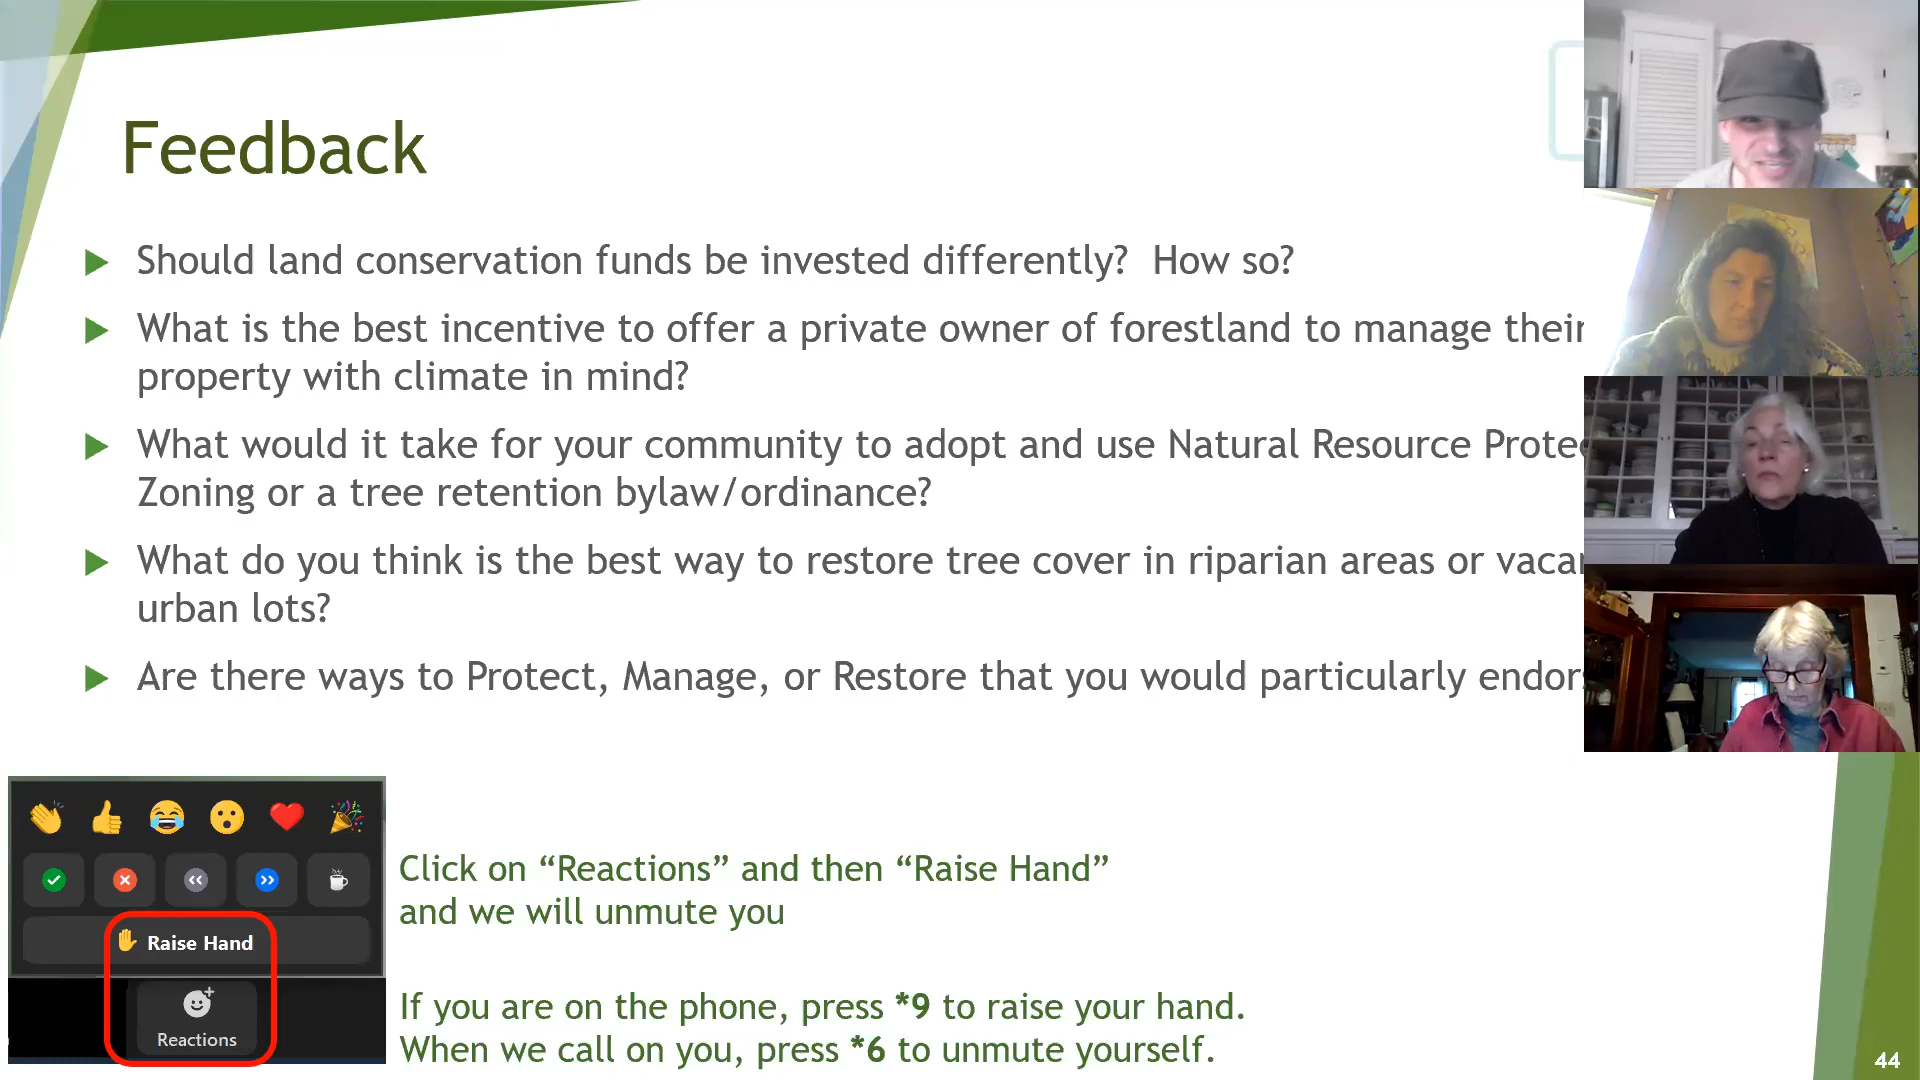 Feedback
Should land conservation funds be invested differently? How so?
What is the best incentive to offer a private owner of forestland to manage their
property with climate in mind?
What would it take for your community to adopt and use Natural Resource Protec
Zoning or a tree retention bylaw/ordinance?
What do you think is the best way to restore tree cover in riparian areas or vacan
urban lots?
Are there ways to Protect, Manage, or Restore that you would particularly endors
Raise Hand
Reactions
Click on “Reactions” and then “Raise Hand”
and we will unmute you
If you are on the phone, press *9 to raise your hand.
When we call on you, press *6 to unmute yourself.
44